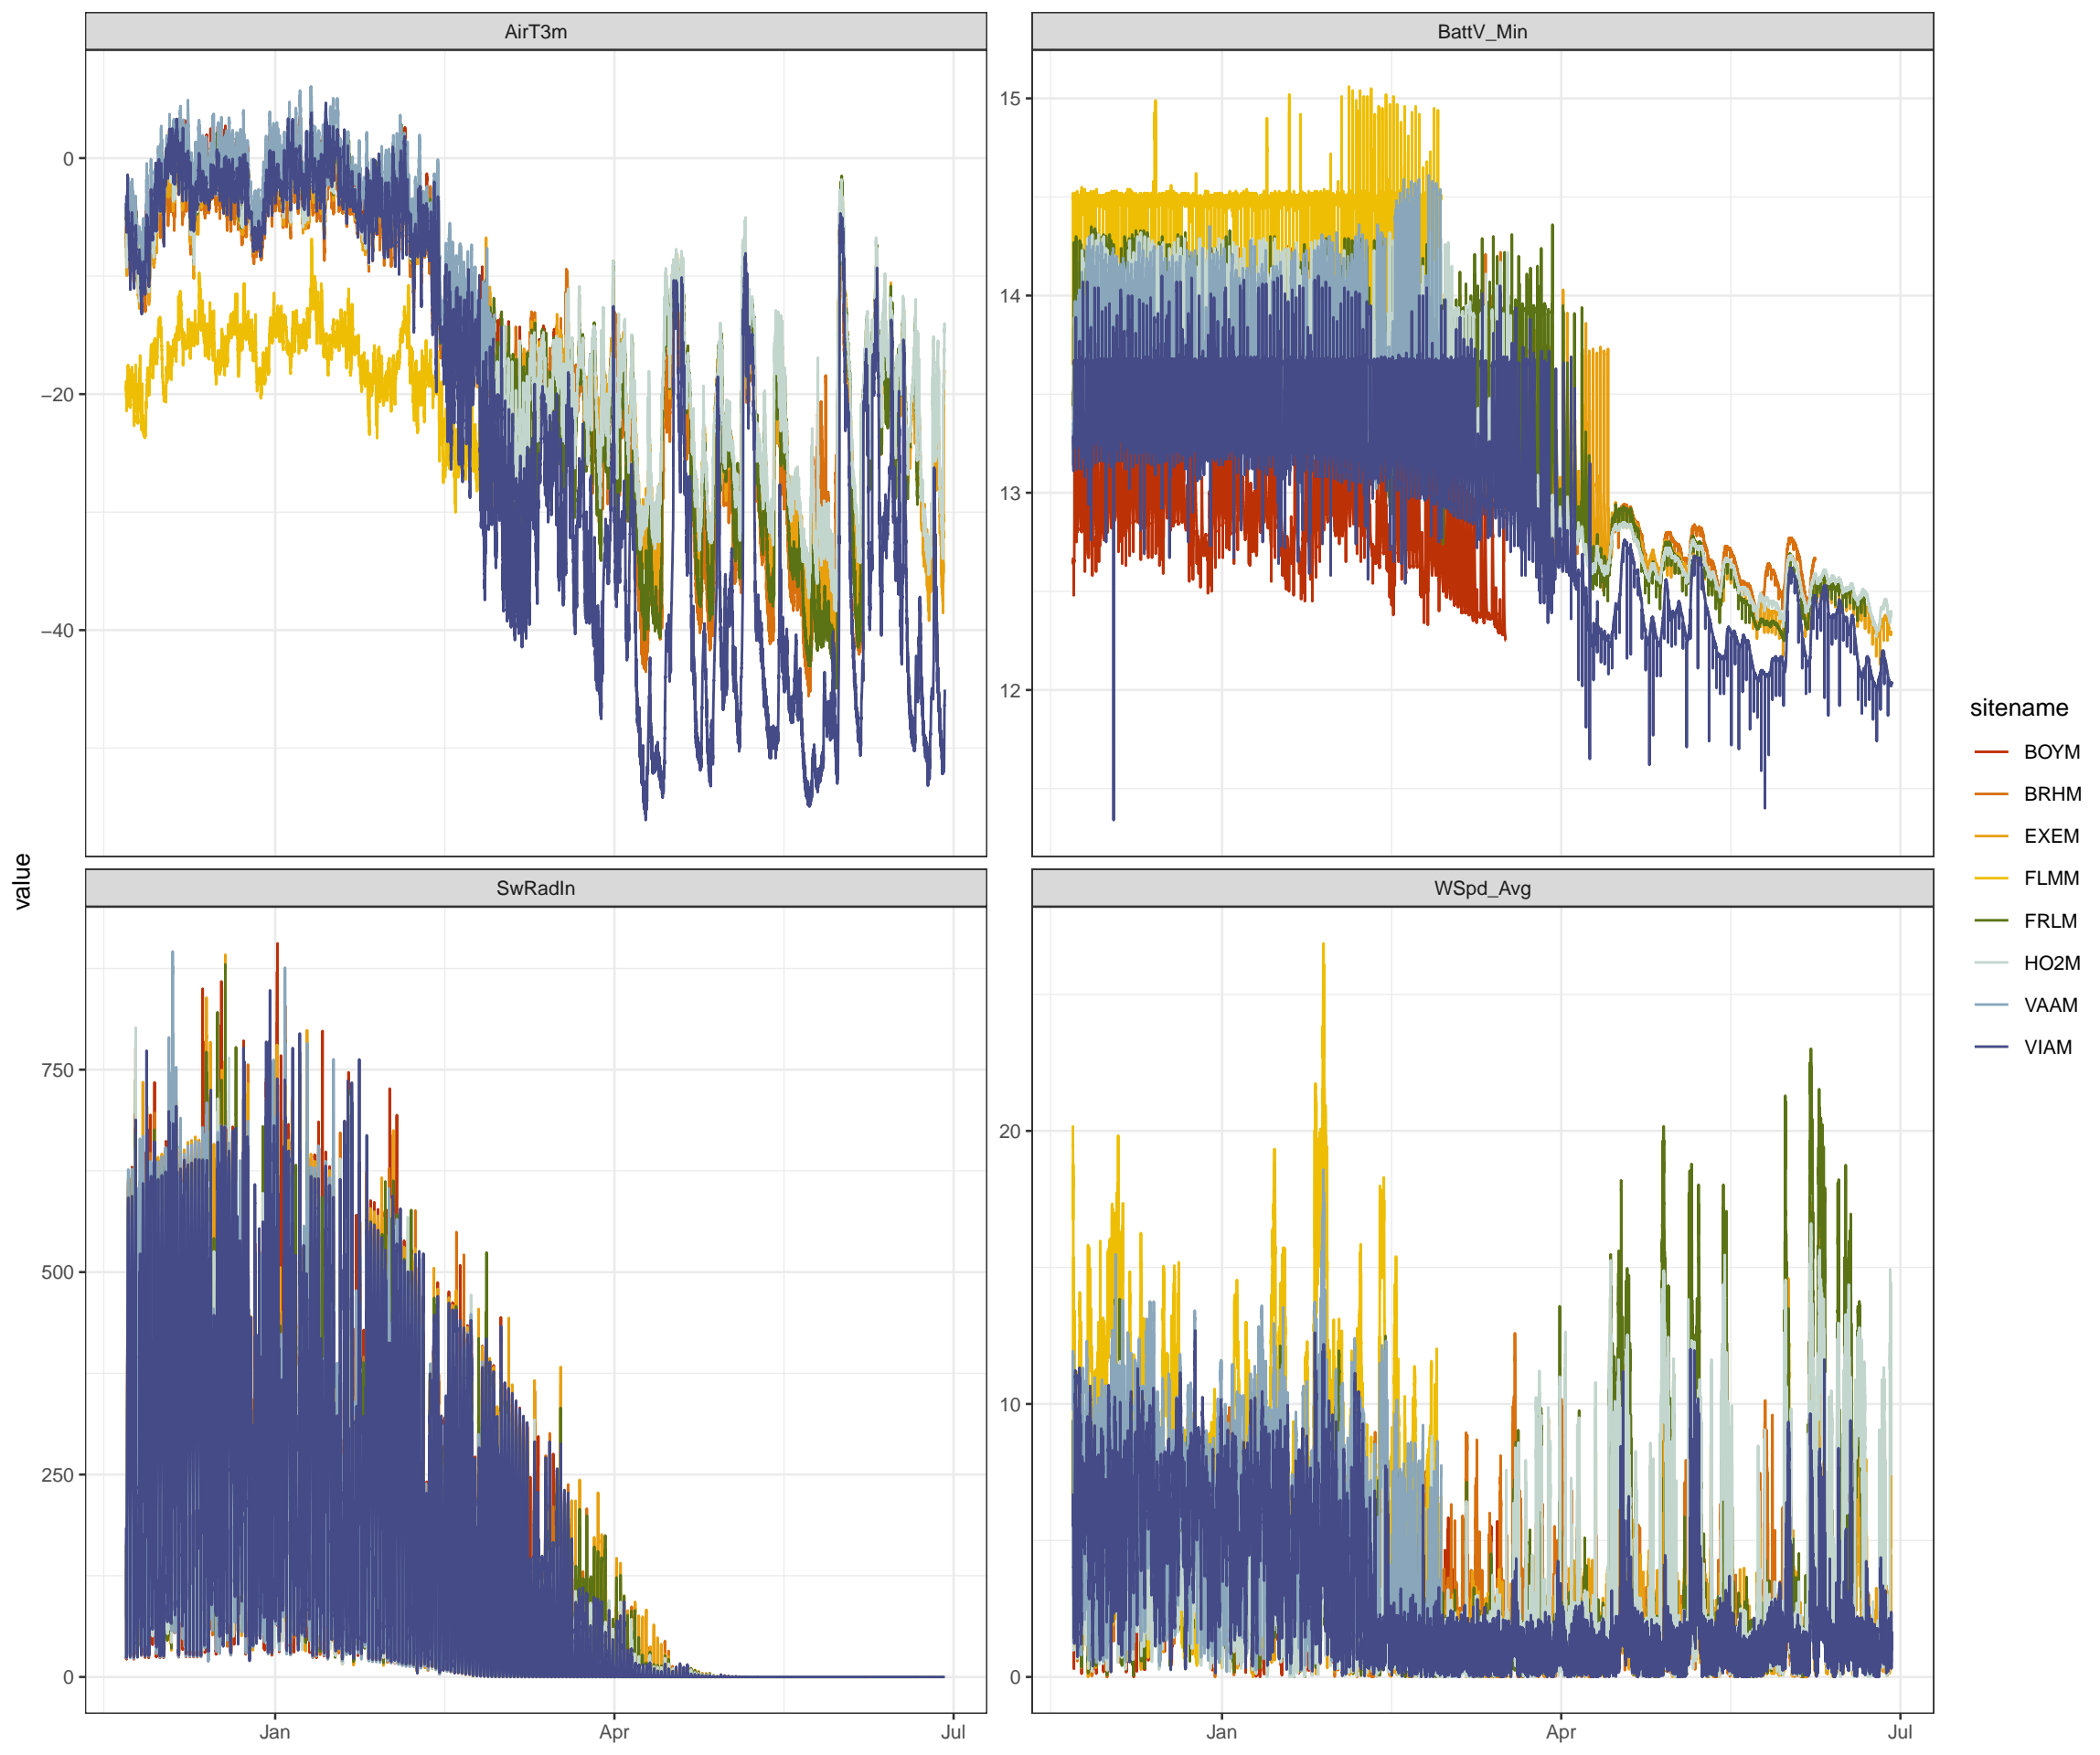 AirT3m
BattV_Min
0
−20
−40
15
14
13
12
SwRadIn
WSpd_Avg
750
500
250
0
20
10
0
Jan
Apr
Jul
Jan
Apr
Jul
value
sitename
BOYM
BRHM
EXEM
FLMM
FRLM
HO2M
VAAM
VIAM